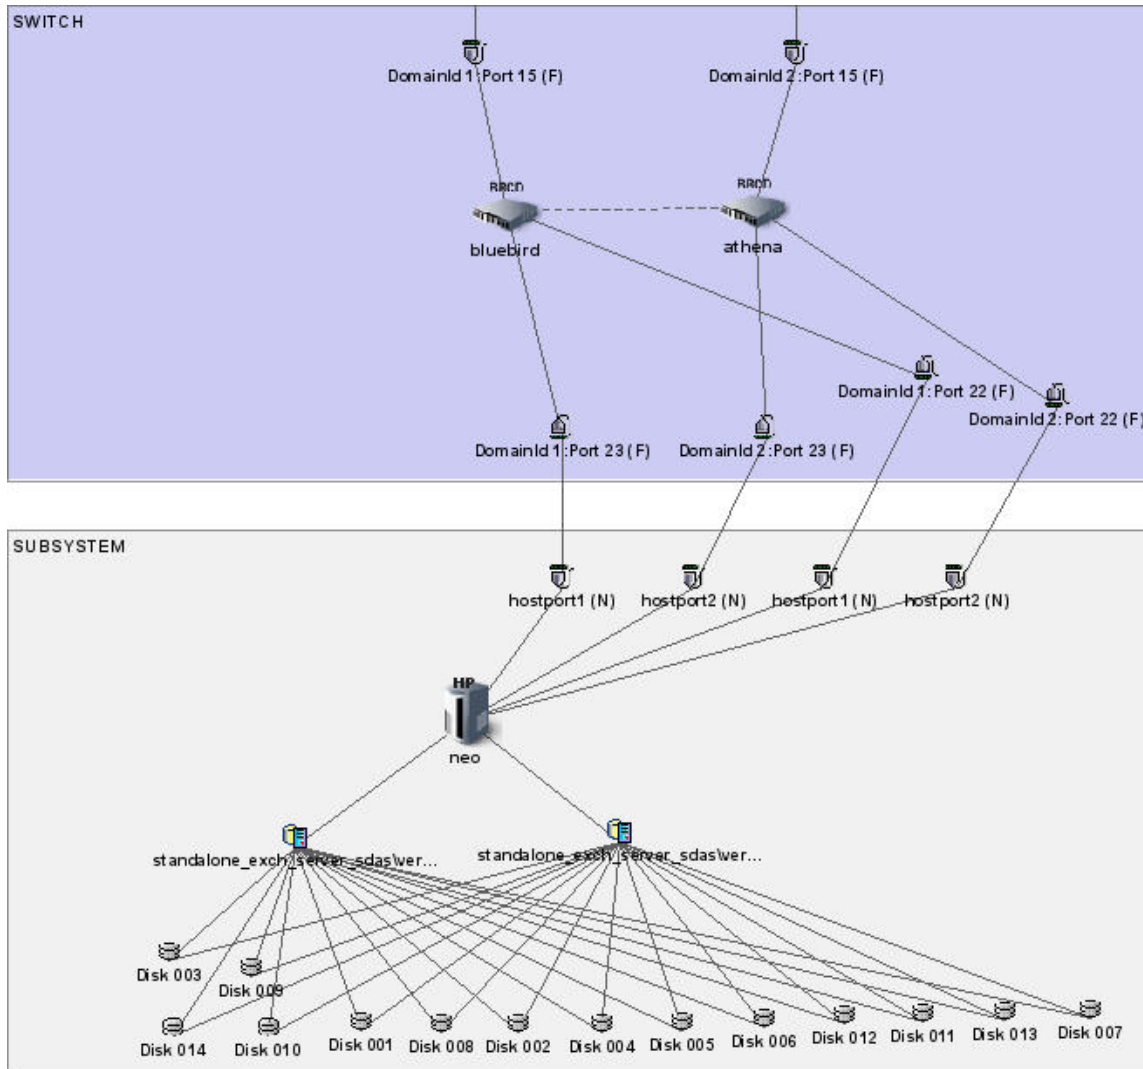 SWITCH
DomainId 1:Port 15 (F)
DomainId 2:Port 15 (F)
BRCD
BRCD
bluebird
athena
DomainId 1:Port 22 (F)
DomainId 2:Port 22 (F)
DomainId 1:Port 23 (F)
DomainId 2:Port 23 (F)
SUBSYSTEM
hostport1 (N)
hostport2 (N)
hostport1 (N)
hostport2 (N)
HP
neo
standalone_exch_server_sdas\ver...
standalone_exch_server_sdas\ver...
Disk 003
Disk 009
Disk 014
Disk 010
Disk 001
Disk 008
Disk 002
Disk 004
Disk 005
Disk 006
Disk 012
Disk 011
Disk 013
Disk 007